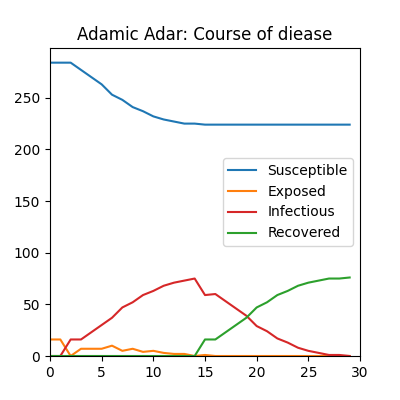 Adamic Adar: Course of diease
250
200
150
100
50
0
Susceptible
Exposed
Infectious
Recovered
0 5 10 15 20 25 30